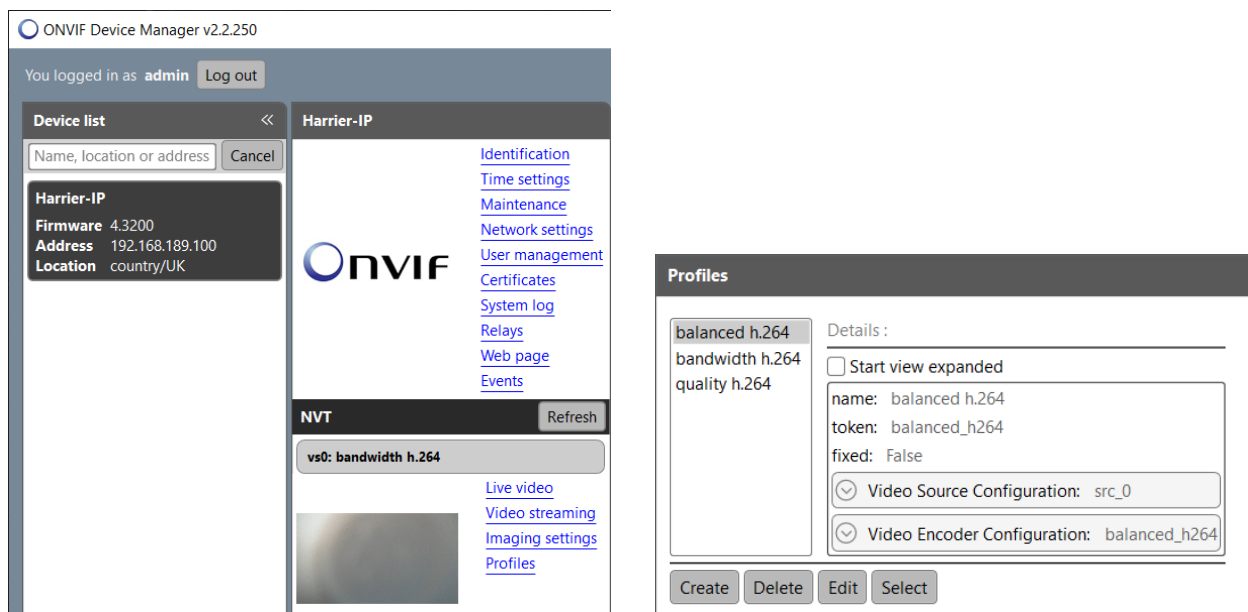 ONVIF Device Manager v2.2.250
You logged in as admin Log out
Device list
Name, location or address Cancel
Harrier-IP
Firmware 4.3200
Address 192.168.189.100
Location country/UK
Harrier-IP
ONVIF
Identification
Time settings
Maintenance
Network settings
User management
Certificates
System log
Relays
Web page
Events
NVT Refresh
vs0: bandwidth h.264
Live video
Video streaming
Imaging settings
Profiles
Profiles
balanced h.264
bandwidth h.264
quality h.264
Details :
Start view expanded
name: balanced h.264
token: balanced_h264
fixed: False
Video Source Configuration: src_0
Video Encoder Configuration: balanced_h264
Create Delete Edit Select